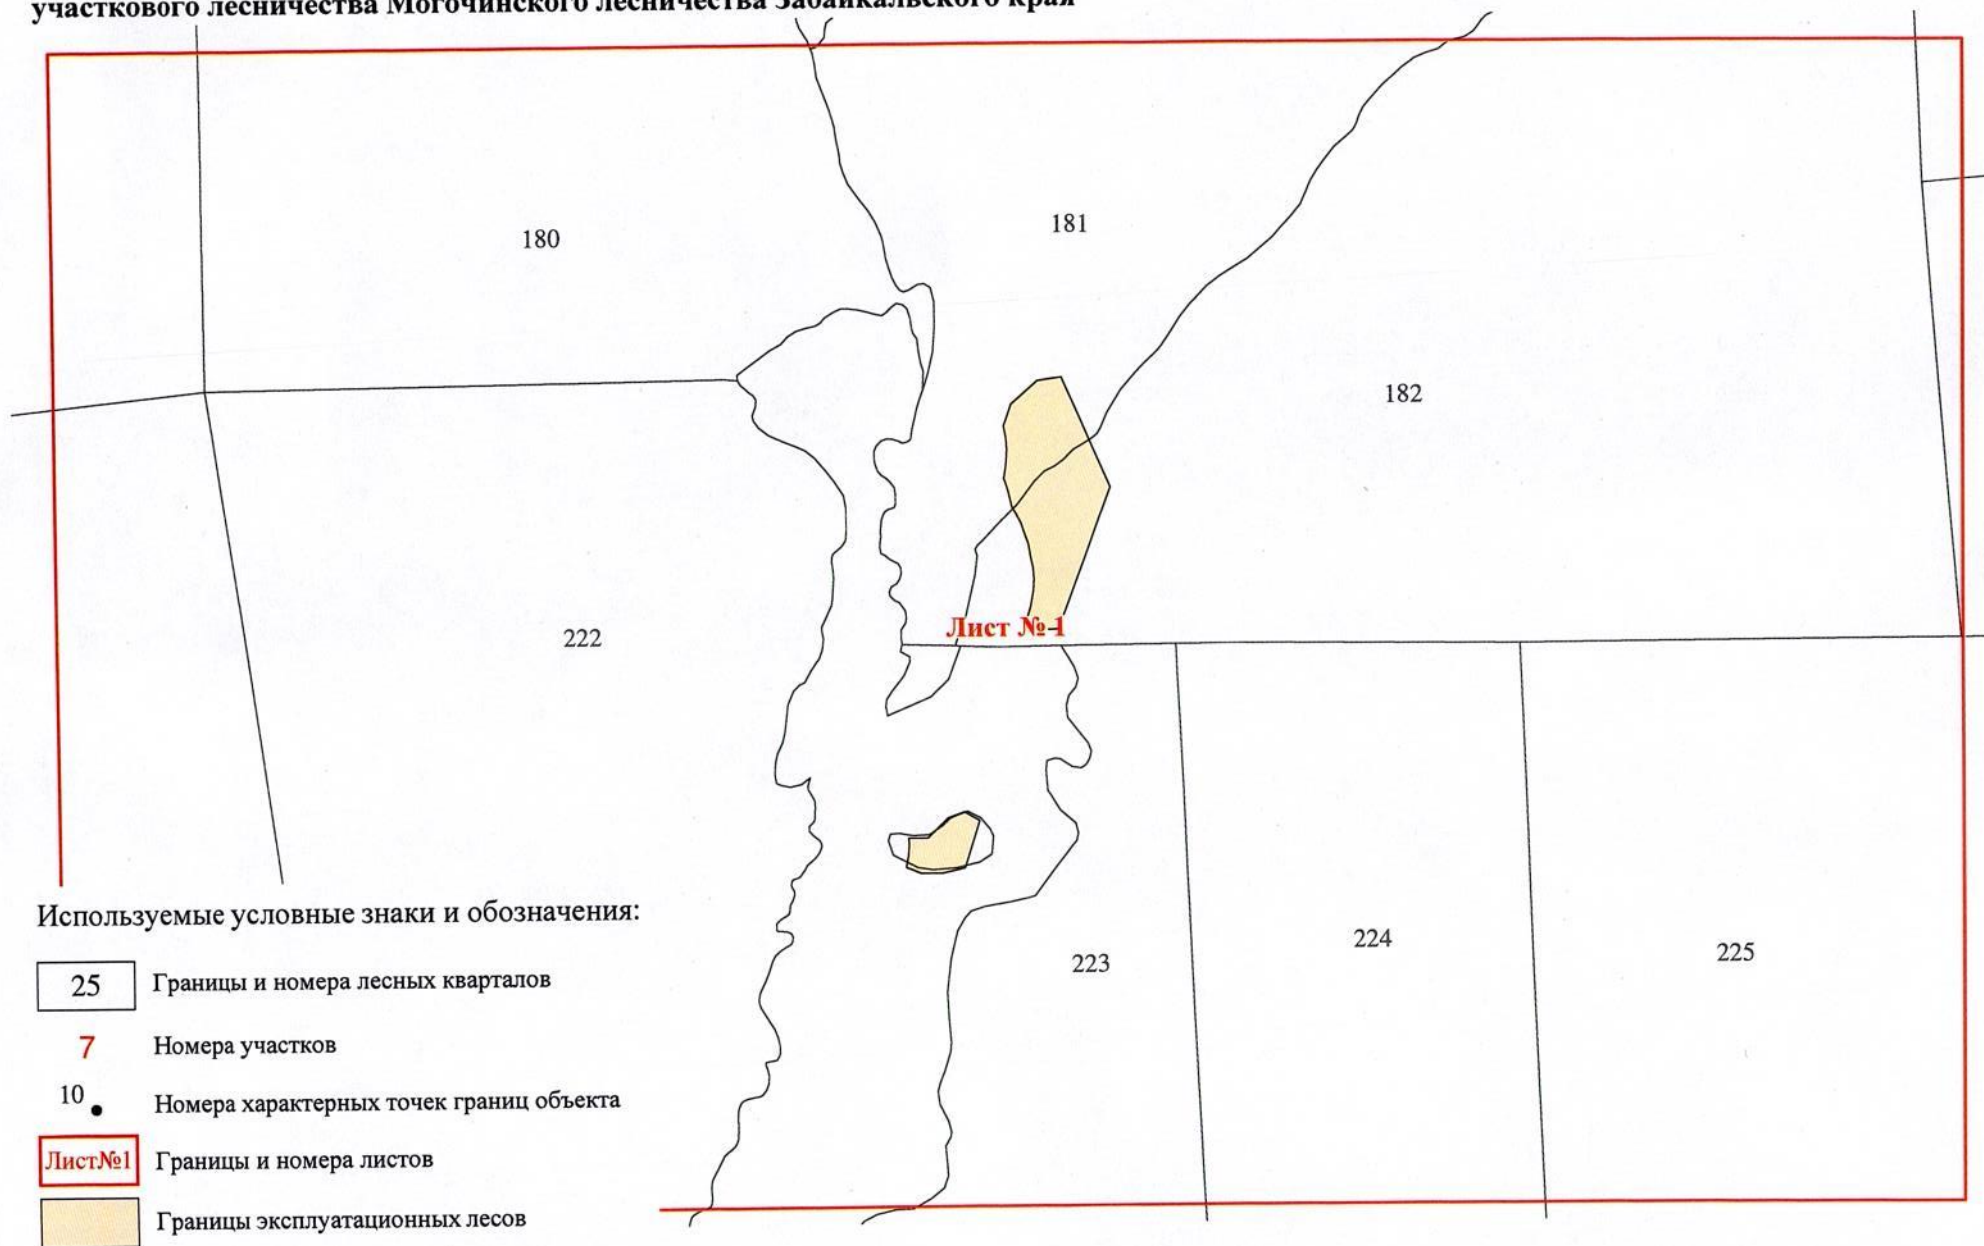 участкового лесничества Могочинского лесничества Забайкальского края
180
181
182
222
Лист №1
223
224
225
Используемые условные знаки и обозначения:
25 Границы и номера лесных кварталов
7 Номера участков
10 Номера характерных точек границ объекта
Лист№1 Границы и номера листов
Границы эксплуатационных лесов